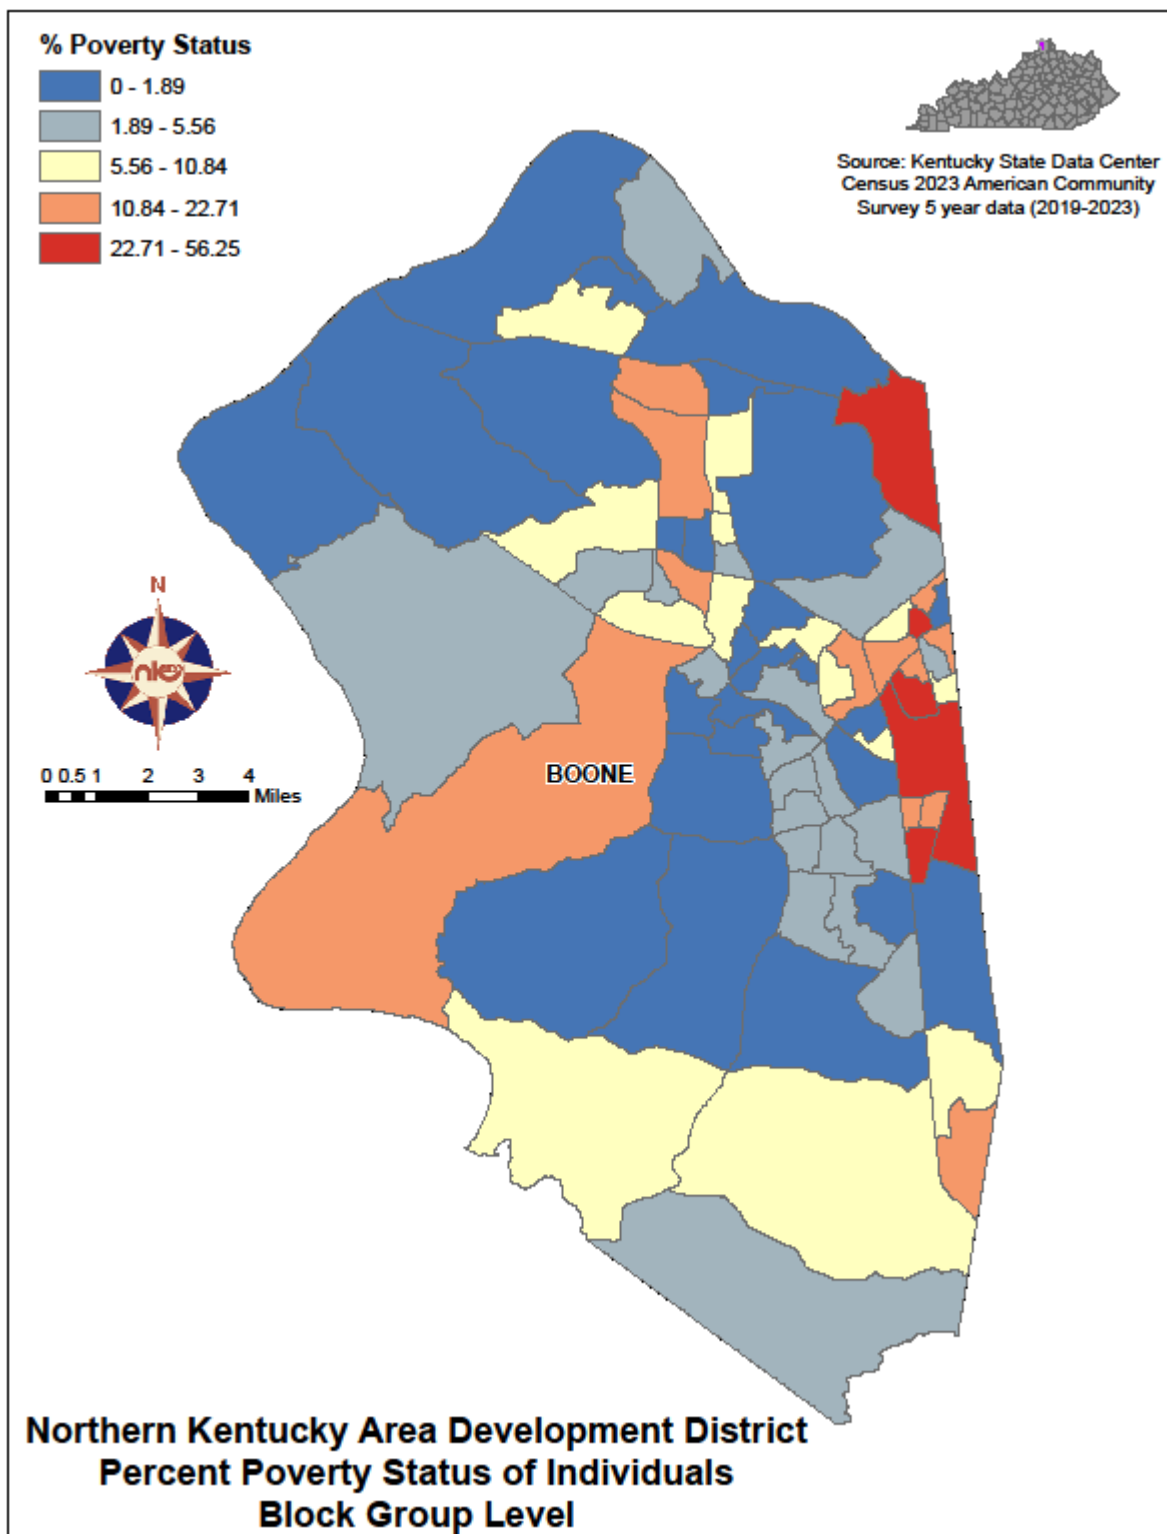 % Poverty Status
0 - 1.89
1.89 - 5.56
5.56 - 10.84
10.84 - 22.71
22.71 - 56.25
Source: Kentucky State Data Center
Census 2023 American Community
Survey 5 year data (2019-2023)
N
0 0.5 1 2 3 4
Miles
BOONE
Northern Kentucky Area Development District
Percent Poverty Status of Individuals
Block Group Level